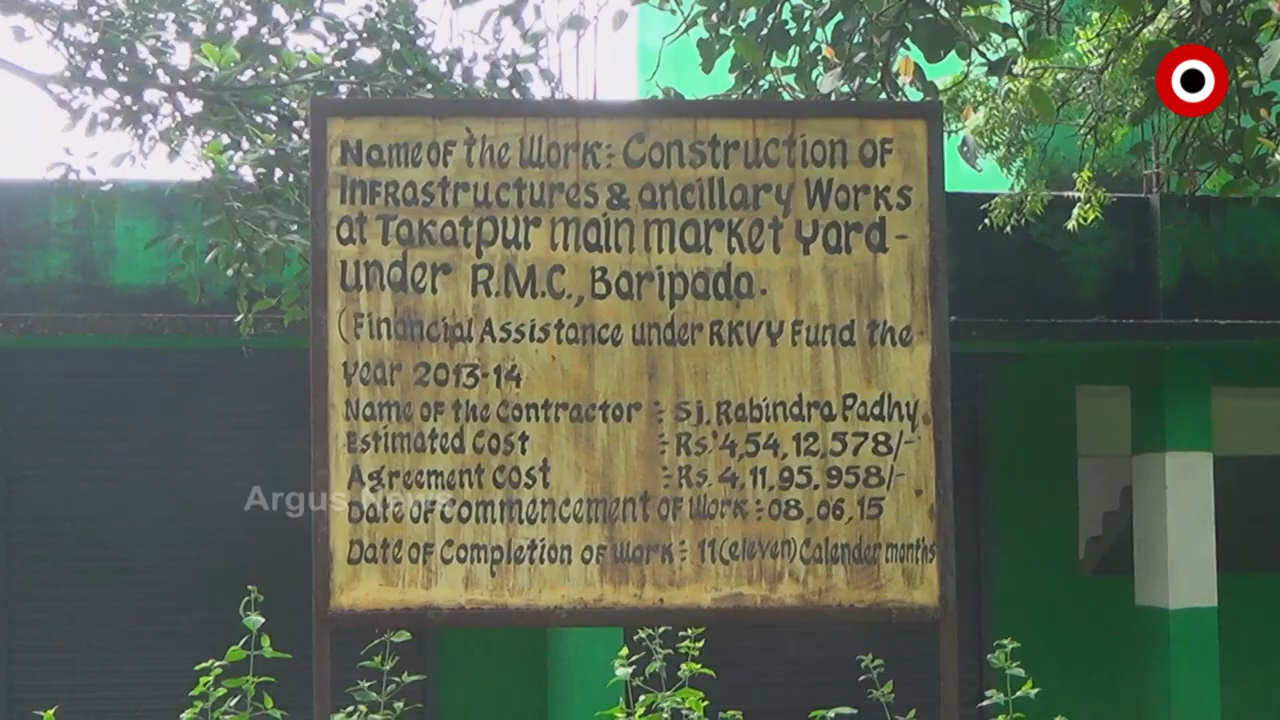 Name of the Work: Construction of
Infrastructures & ancillary Works
at Takatpur main market Yard -
under R.M.C., Baripada.
(Financial Assistance under RKVY Fund the
year 2013-14
Name of the Contractor : Sj. Rabindra Padhy.
Estimated Cost : Rs. 4,54,12,578/-
Agreement Cost : Rs. 4,11,95,958/-
Argus News
Date of Commencement of Work : 08,06,15
Date of Completion of Work : 11(eleven) Calender months